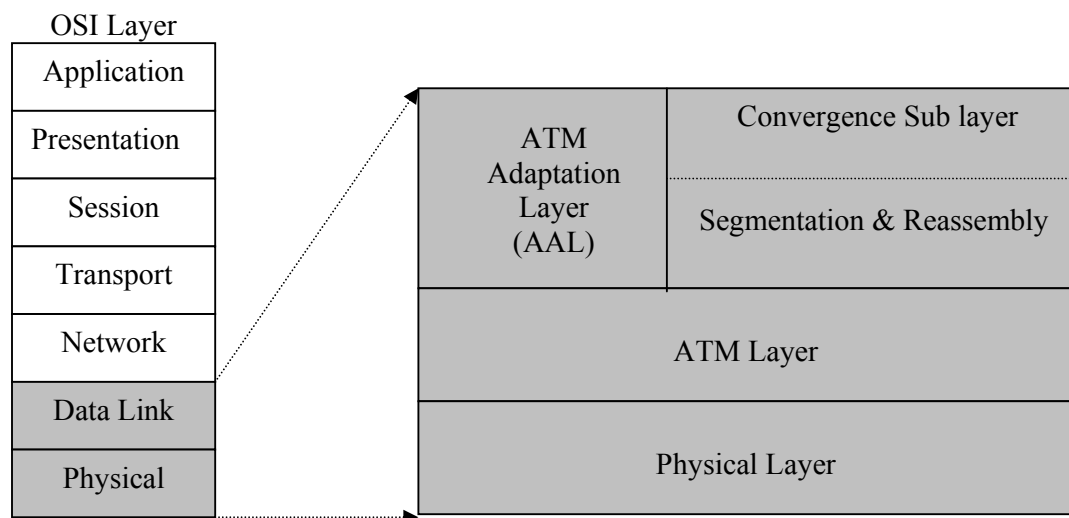 OSI Layer
Application
Presentation
Session
Transport
Network
Data Link
Physical
ATM
Adaptation
Layer
(AAL)
Convergence Sub layer
Segmentation & Reassembly
ATM Layer
Physical Layer